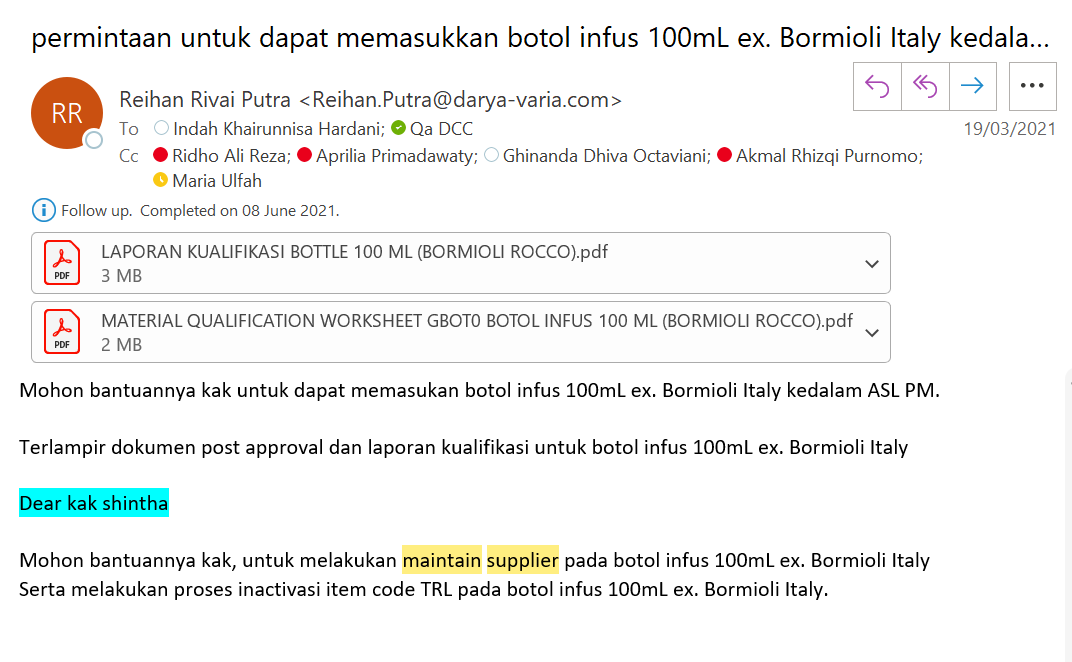 permintaan untuk dapat memasukkan botol infus 100mL ex. Bormioli Italy kedala...
RR
Reihan Rivai Putra <Reihan.Putra@darya-varia.com>
To Indah Khairunnisa Hardani; Qa DCC
19/03/2021
Cc Ridho Ali Reza; Aprilia Primadawaty; Ghinanda Dhiva Octaviani; Akmal Rhizqi Purnomo;
Maria Ulfah
Follow up. Completed on 08 June 2021.
PDF
LAPORAN KUALIFIKASI BOTTLE 100 ML (BORMIOLI ROCCO).pdf
3 MB
PDF
MATERIAL QUALIFICATION WORKSHEET GBOT0 BOTOL INFUS 100 ML (BORMIOLI ROCCO).pdf
2 MB
Mohon bantuannya kak untuk dapat memasukan botol infus 100mL ex. Bormioli Italy kedalam ASL PM.
Terlampir dokumen post approval dan laporan kualifikasi untuk botol infus 100mL ex. Bormioli Italy
Dear kak shintha
Mohon bantuannya kak, untuk melakukan maintain supplier pada botol infus 100mL ex. Bormioli Italy
Serta melakukan proses inactivasi item code TRL pada botol infus 100mL ex. Bormioli Italy.